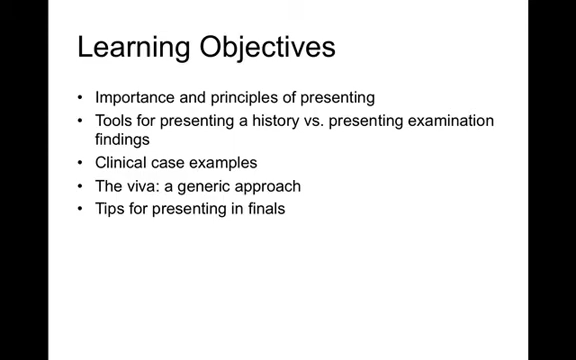 Learning Objectives
• Importance and principles of presenting
• Tools for presenting a history vs. presenting examination
findings
• Clinical case examples
• The viva: a generic approach
• Tips for presenting in finals